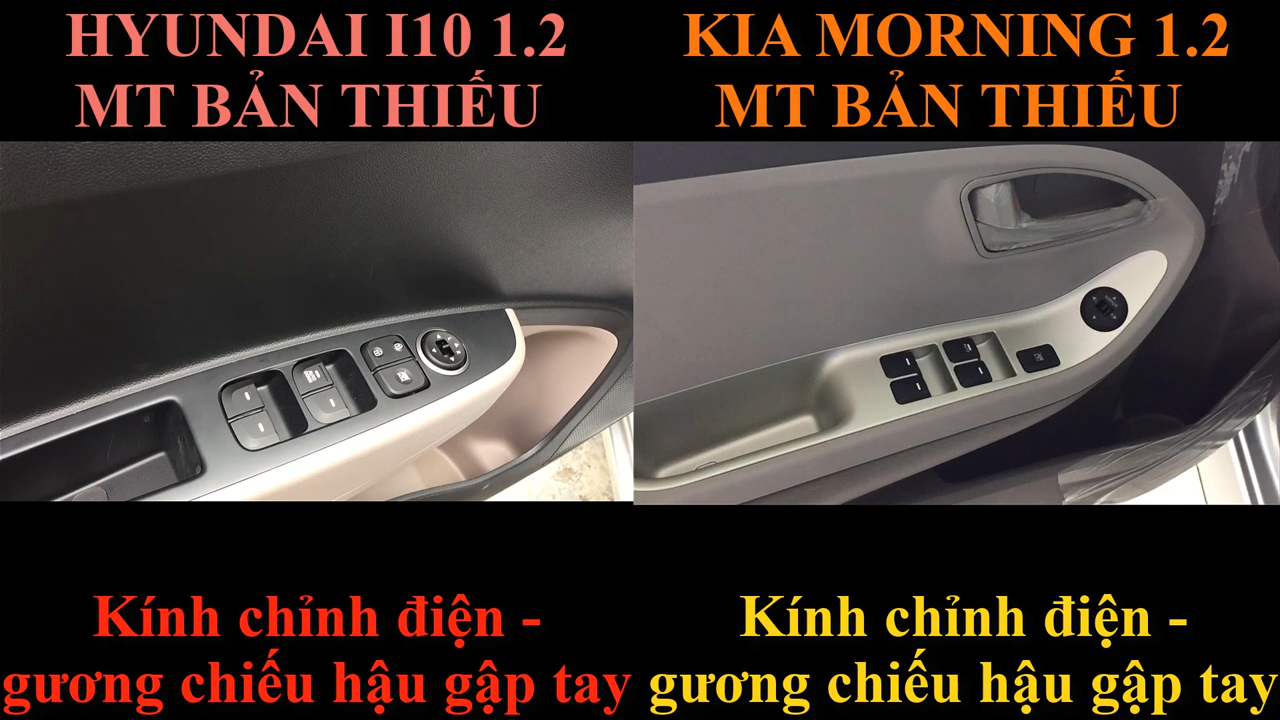 HYUNDAI I10 1.2
MT BẢN THIẾU
KIA MORNING 1.2
MT BẢN THIẾU
Kính chỉnh điện -
gương chiếu hậu gập tay
Kính chỉnh điện -
gương chiếu hậu gập tay